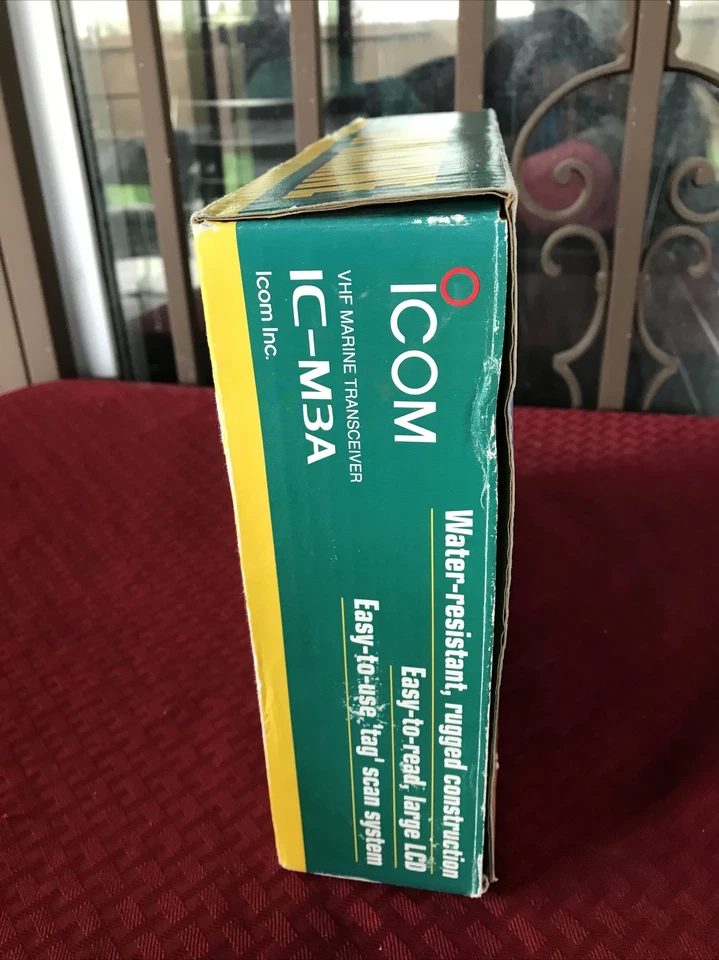 ICOM
VHF MARINE TRANSCEIVER
IC-M3A
Icom Inc.
Water-resistant, rugged construction
Easy-to-read, large LCD
Easy-to-use, 'tag' scan system